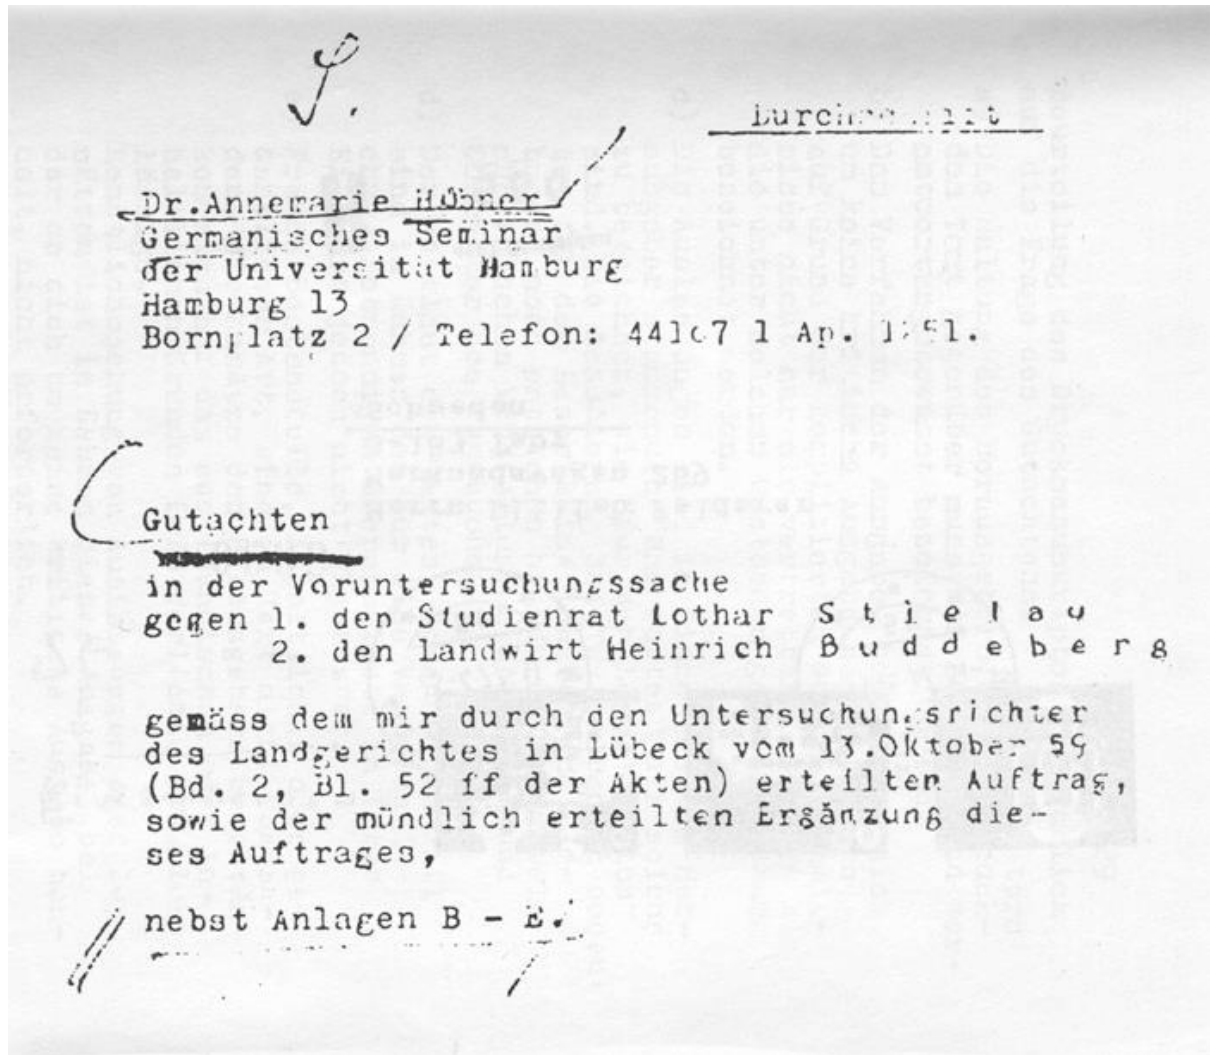 Durchschrift
Dr.Annemarie Hübner
Germanisches Seminar
der Universität Hamburg
Hamburg 13
Bornplatz 2 / Telefon: 44107 1 Ap. 1251.
Gutachten
in der Voruntersuchungssache
gegen 1. den Studienrat Lothar S t i e l a u
2. den Landwirt Heinrich B u d d e b e r g
gemäss dem mir durch den Untersuchungsrichter
des Landgerichtes in Lübeck vom 13.Oktober 59
(Bd. 2, Bl. 52 ff der Akten) erteilten Auftrag,
sowie der mündlich erteilten Ergänzung die-
ses Auftrages,
nebst Anlagen B - E.